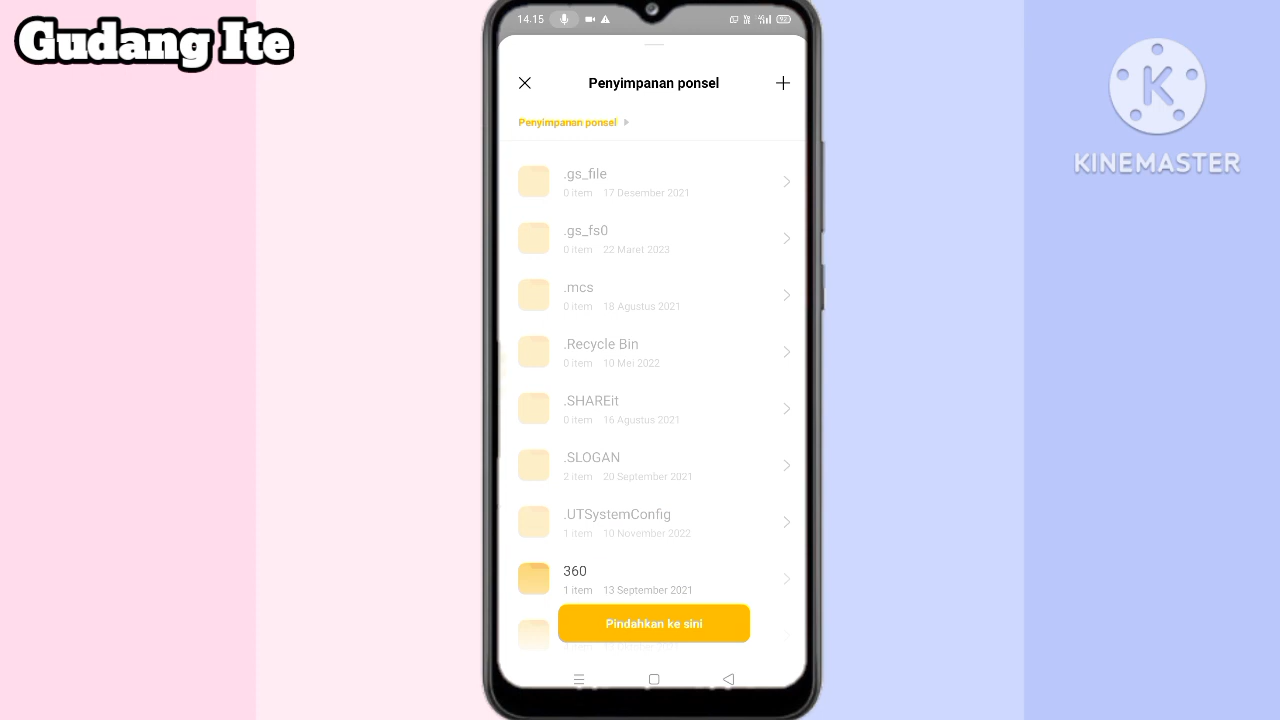 Gudang Ite
14.15
92
Penyimpanan ponsel
Penyimpanan ponsel
.gs_file
0 item 17 Desember 2021
.gs_fs0
0 item 22 Maret 2023
.mcs
0 item 18 Agustus 2021
.Recycle Bin
0 item 10 Mei 2022
.SHAREit
0 item 16 Agustus 2021
.SLOGAN
2 item 20 September 2021
.UTSystemConfig
1 item 10 November 2022
360
1 item 13 September 2021
Pindahkan ke sini
K
KINEMASTER